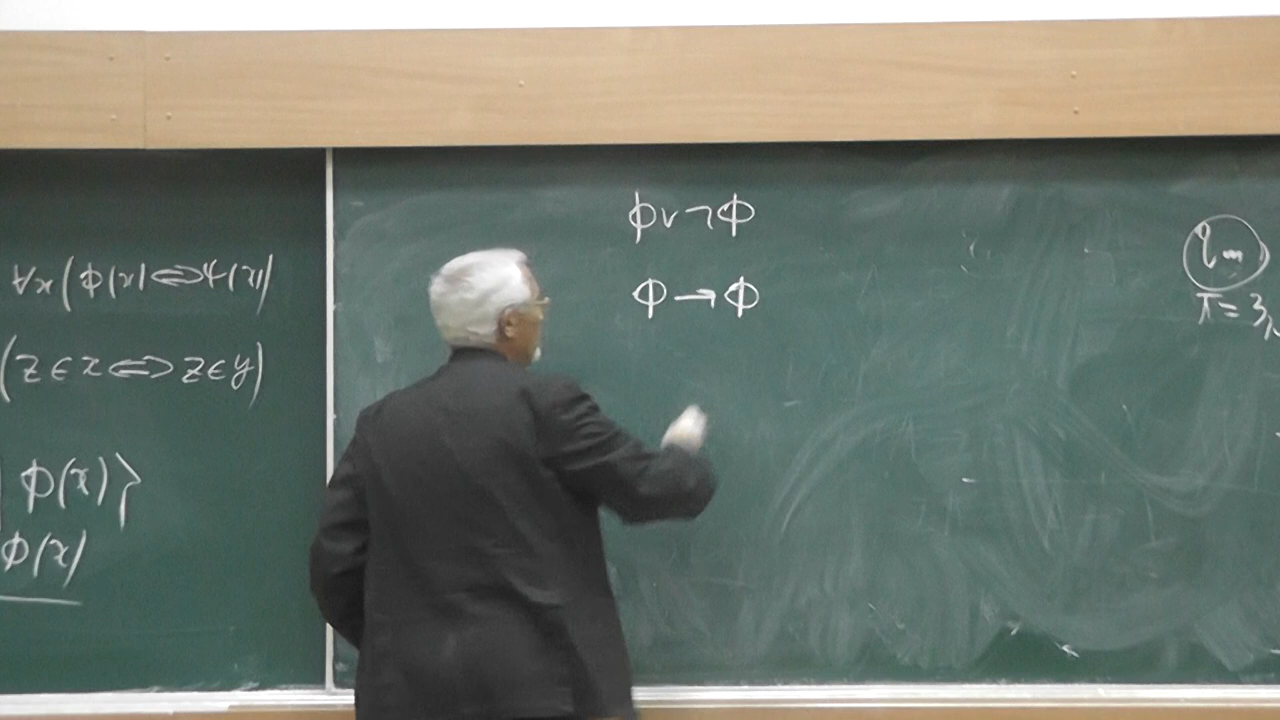 ∀x(ϕ(x)⟺Ψ(x))
(z∈x⟺z∈y)
ϕ(x)}
ϕ(x)
ϕ∨¬ϕ
ϕ→ϕ
π=3,